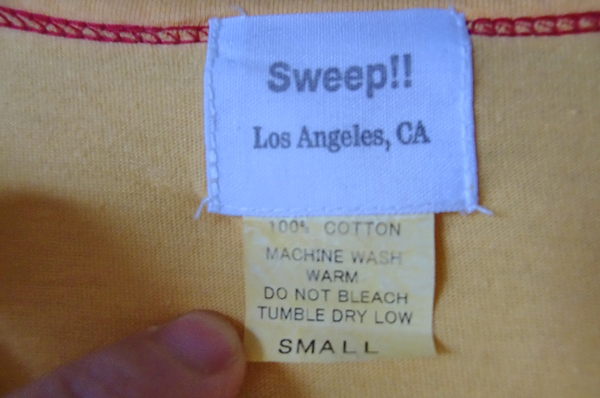 Sweep!!
Los Angeles, CA
100% COTTON
MACHINE WASH
WARM
DO NOT BLEACH
TUMBLE DRY LOW
SMALL